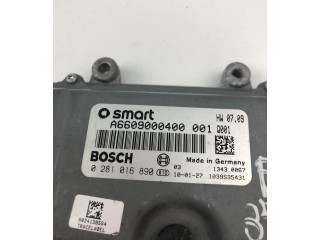 smart
HW 07.09
A6609000400 001 Q001
BOSCH
Made in Germany
03
1343 0067
0 281 016 890
10-01-27
1039S35431
TRACELABEL